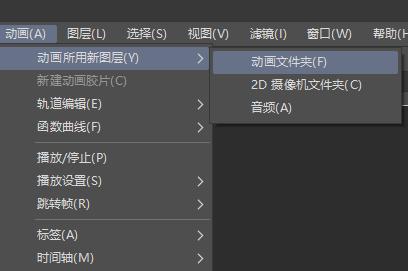 动画(A) 图层(L) 选择(S) 视图(V) 滤镜(I) 窗口(W) 帮助(H
动画所用新图层(Y)
动画文件夹(F)
新建动画胶片(C)
2D 摄像机文件夹(C)
轨道编辑(E)
音频(A)
函数曲线(F)
播放/停止(P)
播放设置(S)
跳转帧(R)
标签(A)
时间轴(M)